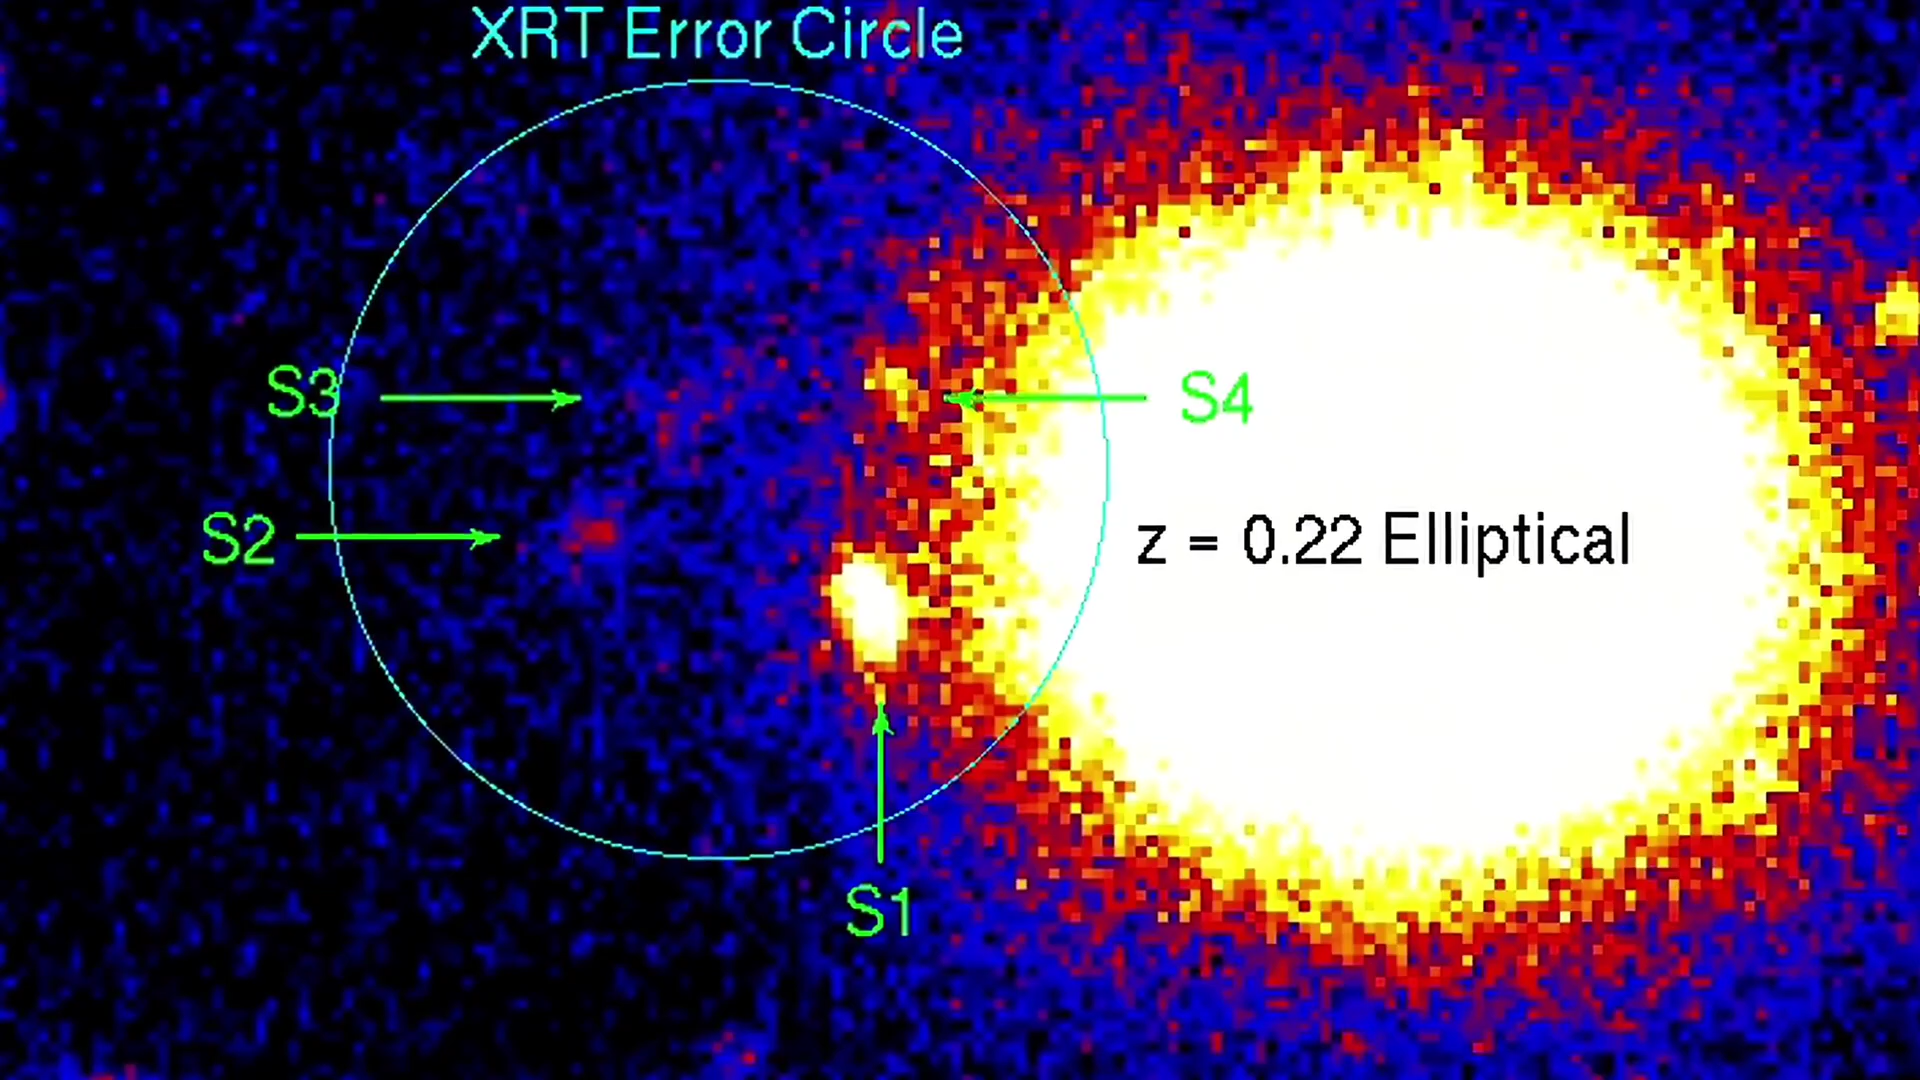 XRT Error Circle
S3
S4
S2
z = 0.22 Elliptical
S1